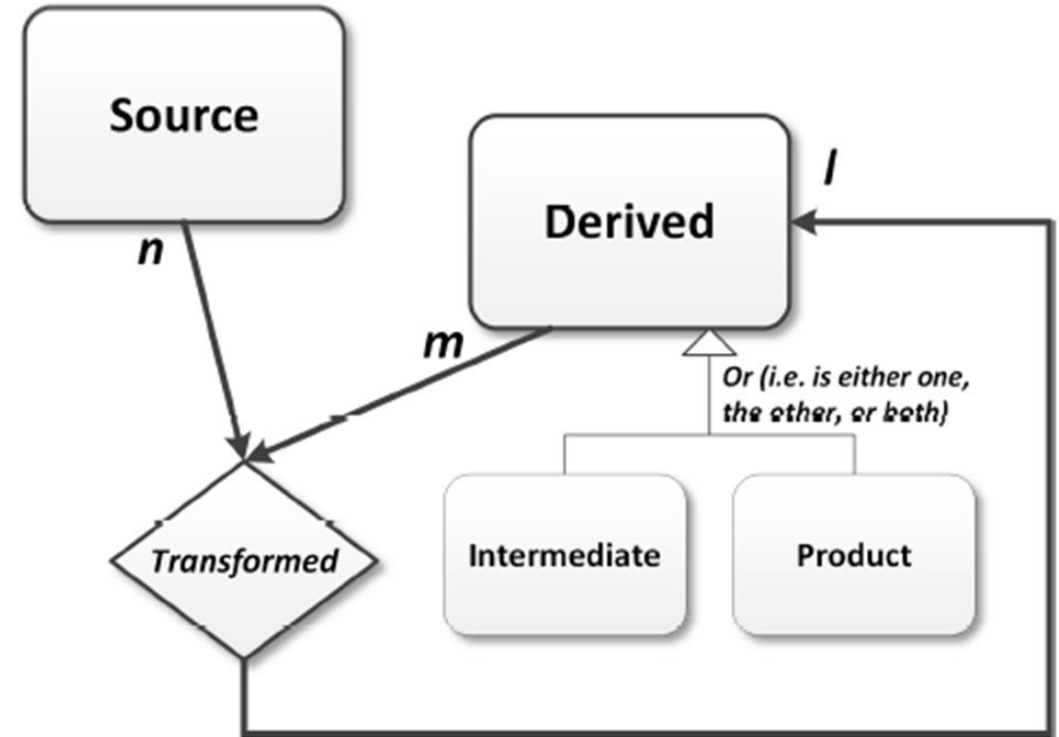 Source
n
Derived
l
m
Or (i.e. is either one,
the other, or both)
Transformed
Intermediate
Product